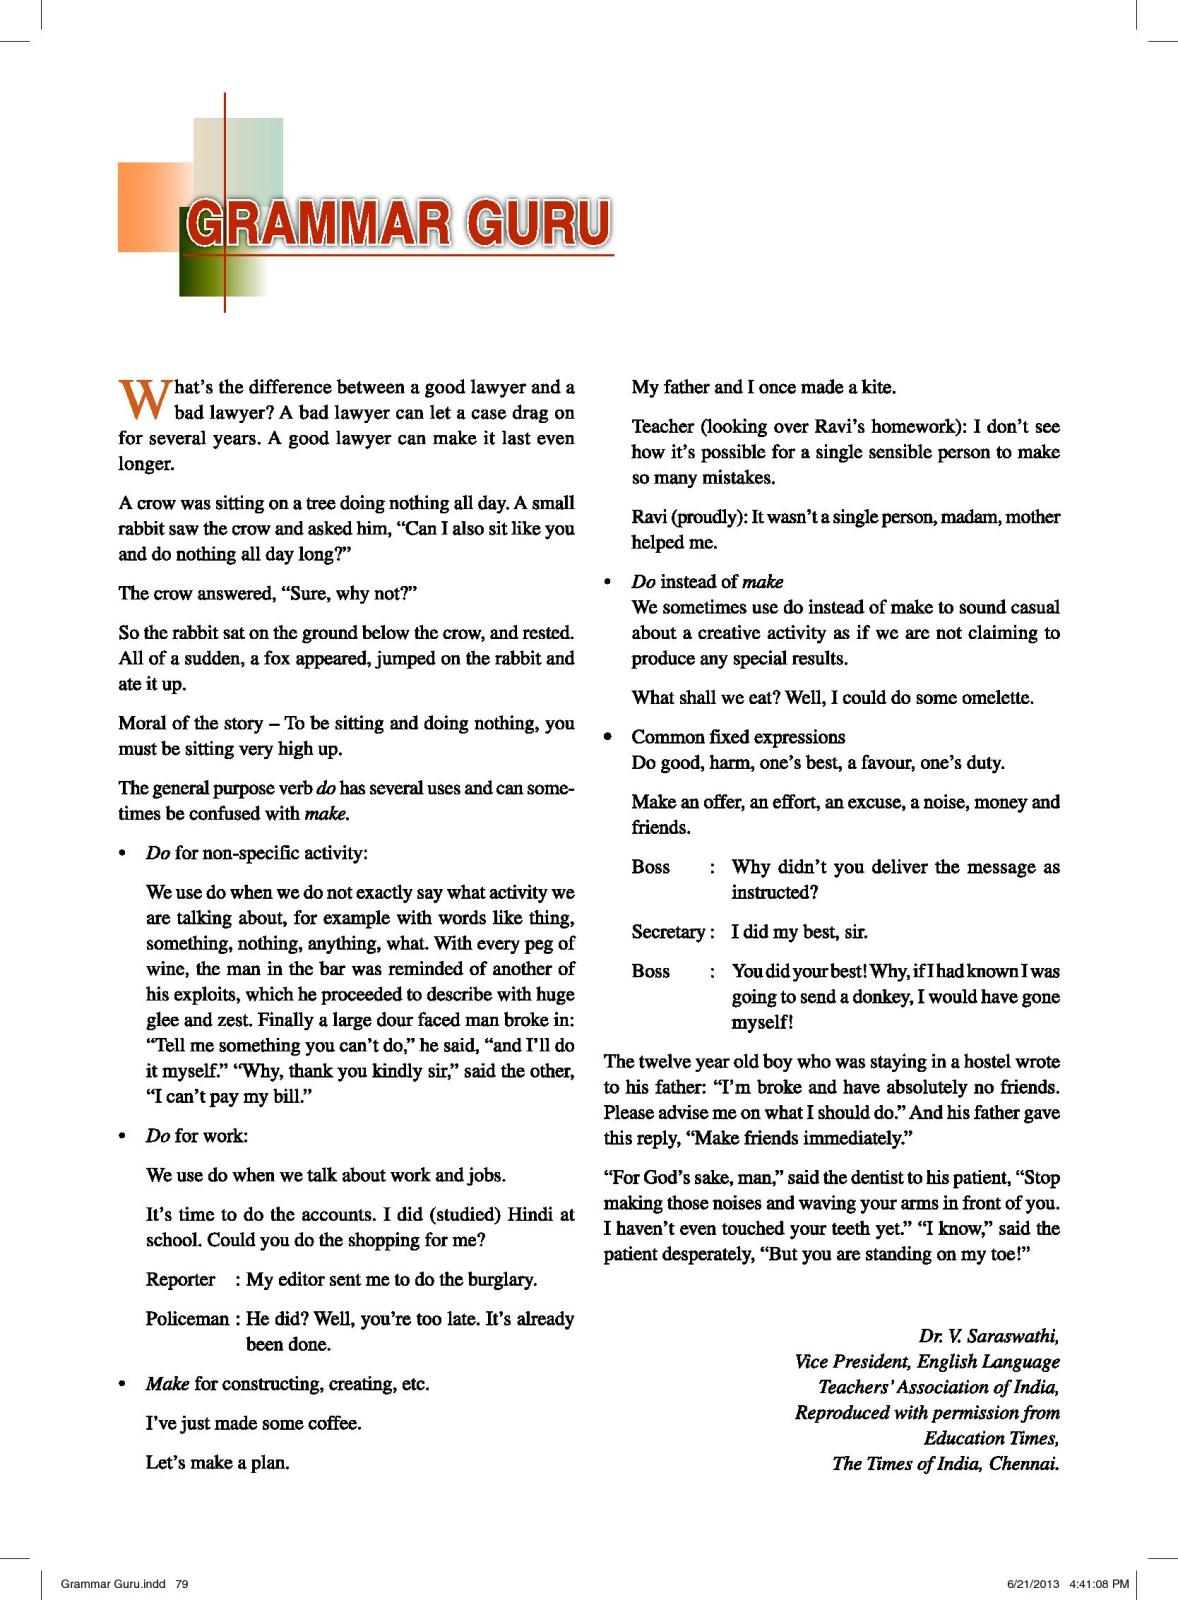 GRAMMAR GURU
What's the difference between a good lawyer and a
bad lawyer? A bad lawyer can let a case drag on
for several years. A good lawyer can make it last even
longer.
A crow was sitting on a tree doing nothing all day. A small
rabbit saw the crow and asked him, “Can I also sit like you
and do nothing all day long?”
The crow answered, “Sure, why not?”
So the rabbit sat on the ground below the crow, and rested.
All of a sudden, a fox appeared, jumped on the rabbit and
ate it up.
Moral of the story – To be sitting and doing nothing, you
must be sitting very high up.
The general purpose verb do has several uses and can some-
times be confused with make.
• Do for non-specific activity:
We use do when we do not exactly say what activity we
are talking about, for example with words like thing,
something, nothing, anything, what. With every peg of
wine, the man in the bar was reminded of another of
his exploits, which he proceeded to describe with huge
glee and zest. Finally a large dour faced man broke in:
“Tell me something you can’t do,” he said, “and I’ll do
it myself.” “Why, thank you kindly sir,” said the other,
“I can’t pay my bill.”
• Do for work:
We use do when we talk about work and jobs.
It’s time to do the accounts. I did (studied) Hindi at
school. Could you do the shopping for me?
Reporter : My editor sent me to do the burglary.
Policeman : He did? Well, you’re too late. It’s already
been done.
• Make for constructing, creating, etc.
I’ve just made some coffee.
Let’s make a plan.
My father and I once made a kite.
Teacher (looking over Ravi’s homework): I don’t see
how it’s possible for a single sensible person to make
so many mistakes.
Ravi (proudly): It wasn’t a single person, madam, mother
helped me.
• Do instead of make
We sometimes use do instead of make to sound casual
about a creative activity as if we are not claiming to
produce any special results.
What shall we eat? Well, I could do some omelette.
• Common fixed expressions
Do good, harm, one’s best, a favour, one’s duty.
Make an offer, an effort, an excuse, a noise, money and
friends.
Boss : Why didn’t you deliver the message as
instructed?
Secretary : I did my best, sir.
Boss : You did your best! Why, if I had known I was
going to send a donkey, I would have gone
myself!
The twelve year old boy who was staying in a hostel wrote
to his father: “I’m broke and have absolutely no friends.
Please advise me on what I should do.” And his father gave
this reply, “Make friends immediately.”
“For God’s sake, man,” said the dentist to his patient, “Stop
making those noises and waving your arms in front of you.
I haven’t even touched your teeth yet.” “I know,” said the
patient desperately, “But you are standing on my toe!”
Dr. V. Saraswathi,
Vice President, English Language
Teachers’ Association of India,
Reproduced with permission from
Education Times,
The Times of India, Chennai.
Grammar Guru.indd 79
6/21/2013 4:41:08 PM